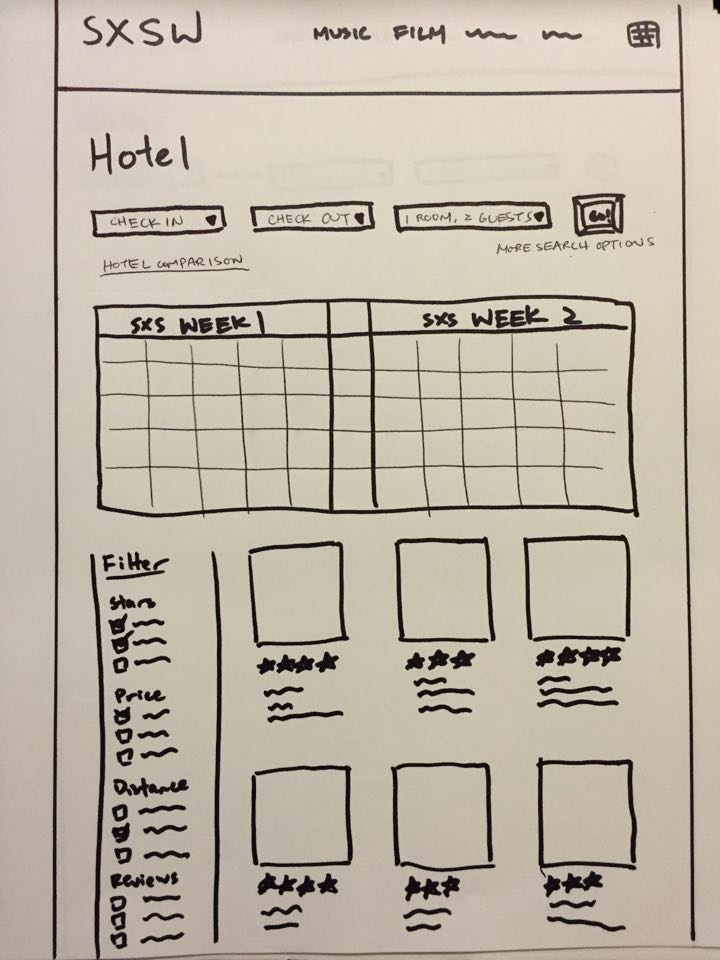 SXSW MUSIC FILM
Hotel
CHECK IN CHECK OUT 1 ROOM, 2 GUESTS GO!
MORE SEARCH OPTIONS
HOTEL COMPARISON
SXS WEEK 1 SXS WEEK 2
Filter
Stars
Price
Distance
Reviews